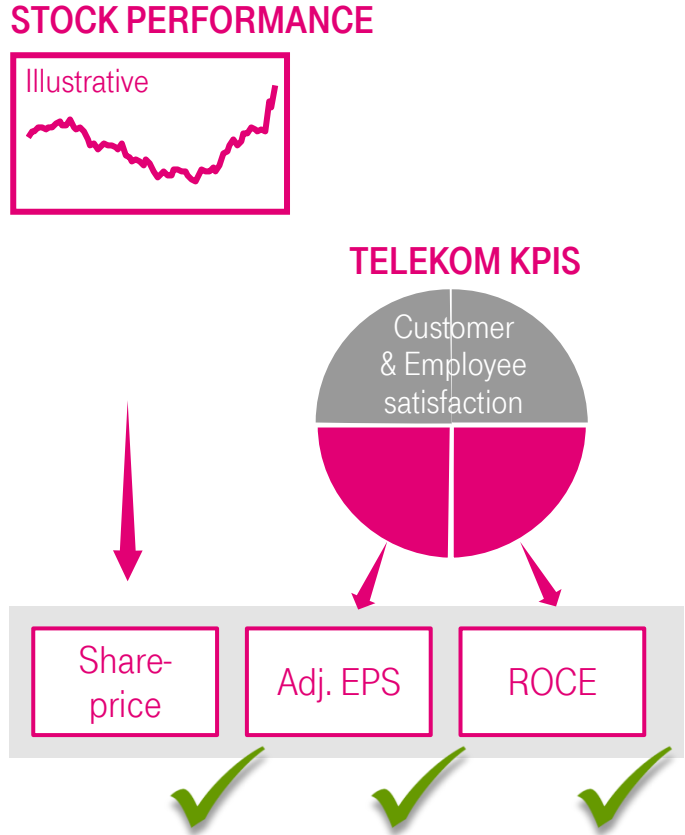 STOCK PERFORMANCE
Illustrative
TELEKOM KPIS
Customer
& Employee
satisfaction
Share-
price
Adj. EPS
ROCE